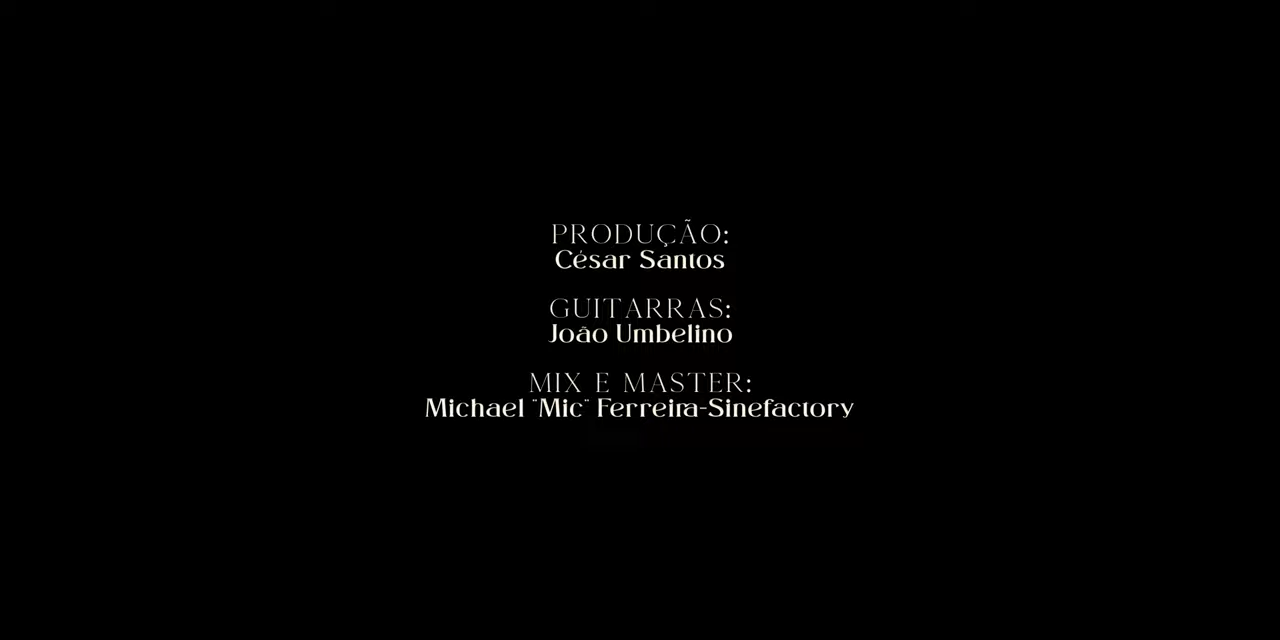 PRODUÇÃO:
César Santos
GUITARRAS:
João Umbelino
MIX E MASTER:
Michael "Mic" Ferreira-Sinefactory